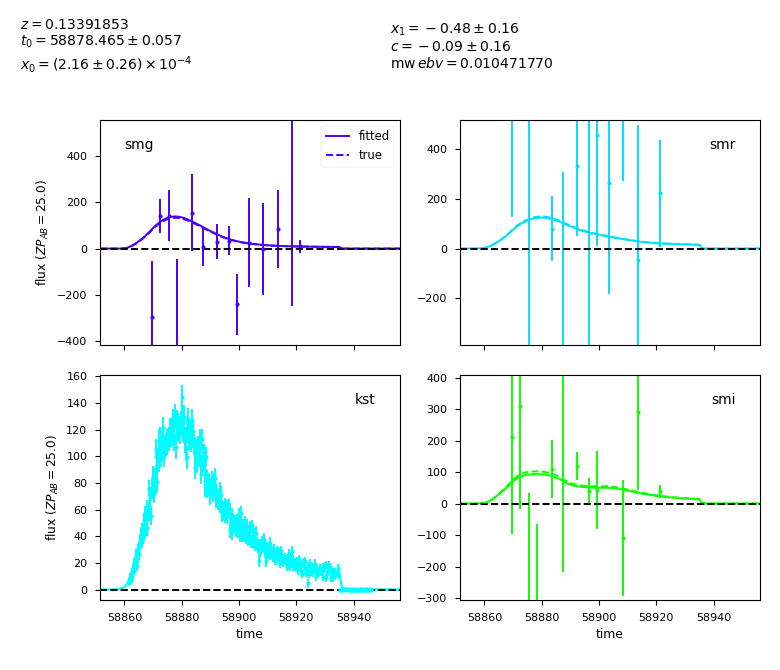 z = 0.13391853
t0 = 58878.465 ± 0.057
x0 = (2.16 ± 0.26) × 10^−4
x1 = −0.48 ± 0.16
c = −0.09 ± 0.16
mw ebv = 0.010471770
smg
fitted
true
400
200
0
−200
−400
flux (ZP_AB = 25.0)
smr
400
200
0
−200
kst
160
140
120
100
80
60
40
20
0
flux (ZP_AB = 25.0)
58860 58880 58900 58920 58940
time
smi
400
300
200
100
0
−100
−200
−300
58860 58880 58900 58920 58940
time